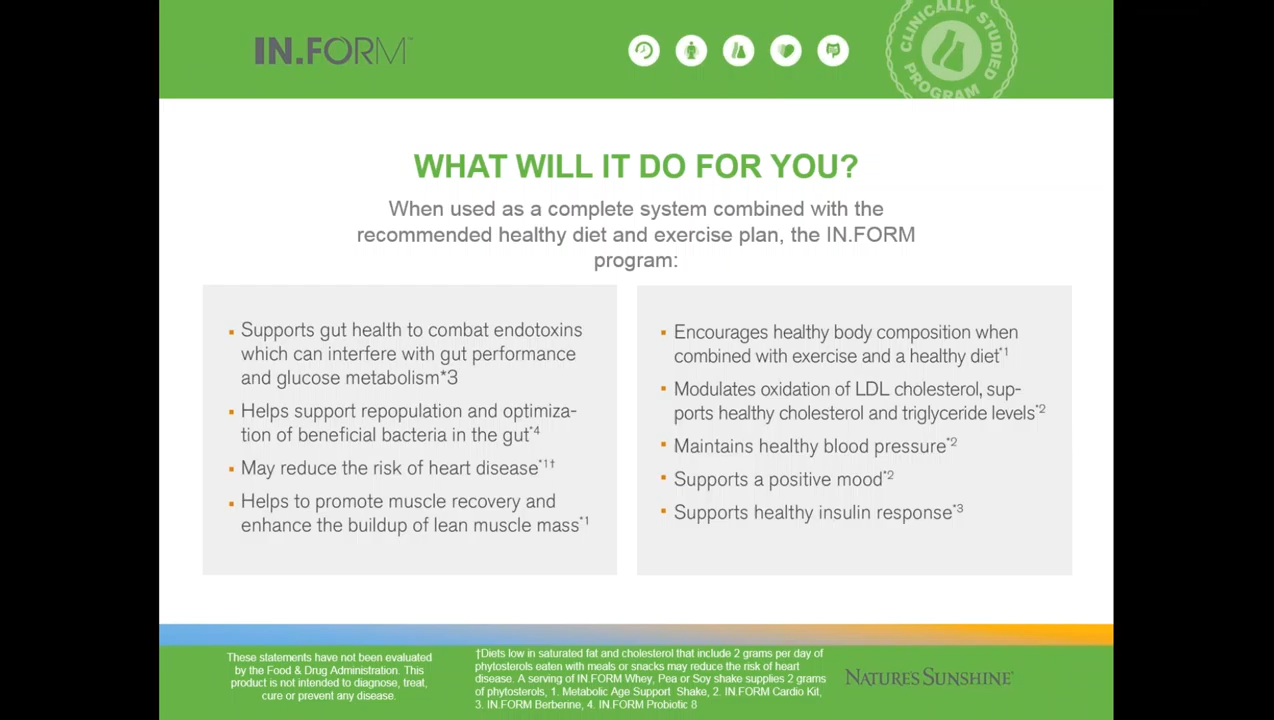 IN.FORM™
CLINICALLY STUDIED
PROGRAM
WHAT WILL IT DO FOR YOU?
When used as a complete system combined with the
recommended healthy diet and exercise plan, the IN.FORM
program:
▪ Supports gut health to combat endotoxins
which can interfere with gut performance
and glucose metabolism*3
▪ Helps support repopulation and optimiza-
tion of beneficial bacteria in the gut*4
▪ May reduce the risk of heart disease*1†
▪ Helps to promote muscle recovery and
enhance the buildup of lean muscle mass*1
▪ Encourages healthy body composition when
combined with exercise and a healthy diet*1
▪ Modulates oxidation of LDL cholesterol, sup-
ports healthy cholesterol and triglyceride levels*2
▪ Maintains healthy blood pressure*2
▪ Supports a positive mood*2
▪ Supports healthy insulin response*3
These statements have not been evaluated
by the Food & Drug Administration. This
product is not intended to diagnose, treat,
cure or prevent any disease.
†Diets low in saturated fat and cholesterol that include 2 grams per day of
phytosterols eaten with meals or snacks may reduce the risk of heart
disease. A serving of IN.FORM Whey, Pea or Soy shake supplies 2 grams
of phytosterols, 1. Metabolic Age Support Shake, 2. IN.FORM Cardio Kit,
3. IN.FORM Berberine, 4. IN.FORM Probiotic 8
NATURE'S SUNSHINE